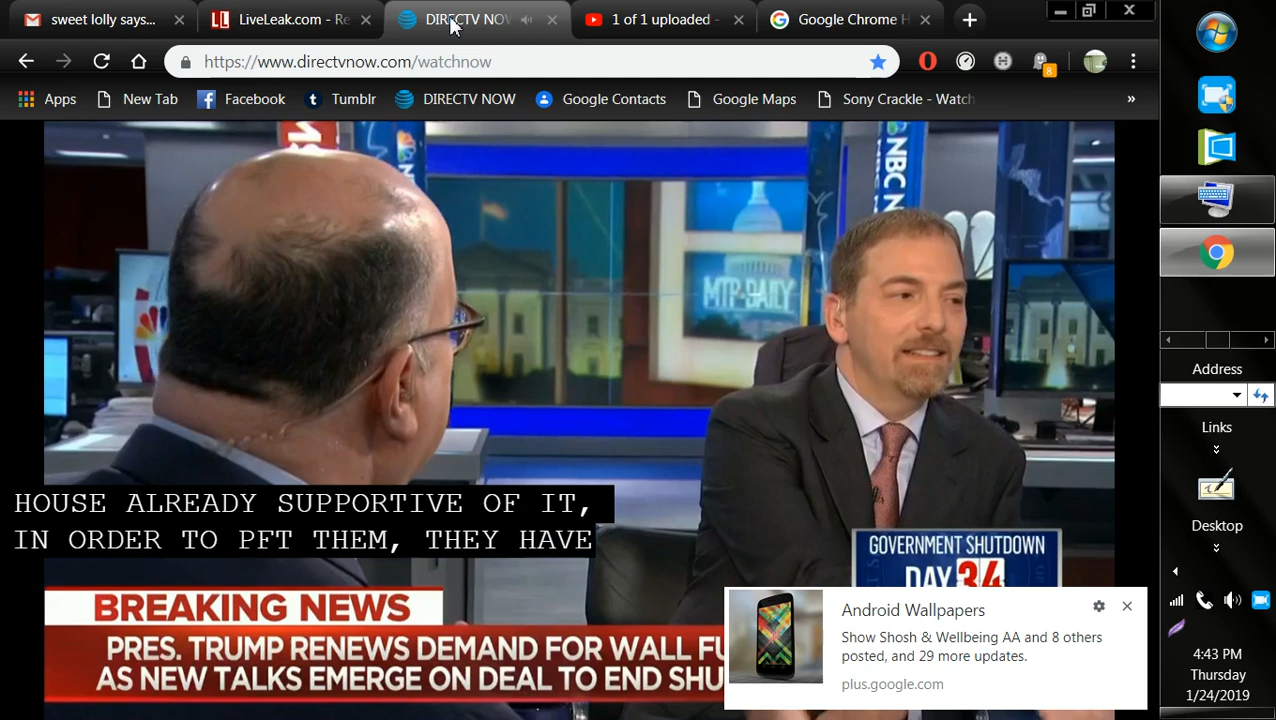 sweet lolly says...
LiveLeak.com - Re
DIRECTV NOW
1 of 1 uploaded -
Google Chrome H
https://www.directvnow.com/watchnow
8
Apps
New Tab
Facebook
Tumblr
DIRECTV NOW
Google Contacts
Google Maps
Sony Crackle - Watch
»
NBC N
NBC N
MTP DAILY
HOUSE ALREADY SUPPORTIVE OF IT,
IN ORDER TO PFT THEM, THEY HAVE
GOVERNMENT SHUTDOWN
DAY 34
BREAKING NEWS
PRES. TRUMP RENEWS DEMAND FOR WALL FU
AS NEW TALKS EMERGE ON DEAL TO END SHU
Android Wallpapers
Show Shosh & Wellbeing AA and 8 others
posted, and 29 more updates.
plus.google.com
Address
Links
Desktop
4:43 PM
Thursday
1/24/2019